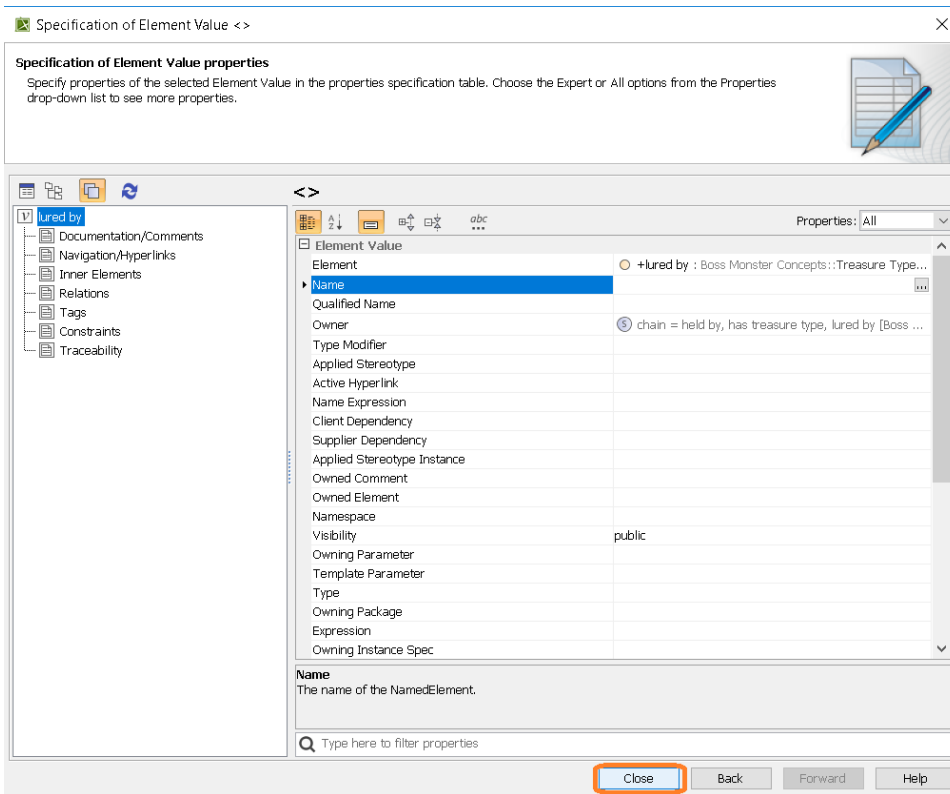 Specification of Element Value <>
Specification of Element Value properties
Specify properties of the selected Element Value in the properties specification table. Choose the Expert or All options from the Properties
drop-down list to see more properties.
<>
V lured by
Documentation/Comments
Navigation/Hyperlinks
Inner Elements
Relations
Tags
Constraints
Traceability
A Z abc Properties: All
Element Value
Element +lured by : Boss Monster Concepts::Treasure Type...
Name ...
Qualified Name
Owner S chain = held by, has treasure type, lured by [Boss ...
Type Modifier
Applied Stereotype
Active Hyperlink
Name Expression
Client Dependency
Supplier Dependency
Applied Stereotype Instance
Owned Comment
Owned Element
Namespace
Visibility public
Owning Parameter
Template Parameter
Type
Owning Package
Expression
Owning Instance Spec
Name
The name of the NamedElement.
Type here to filter properties
Close Back Forward Help